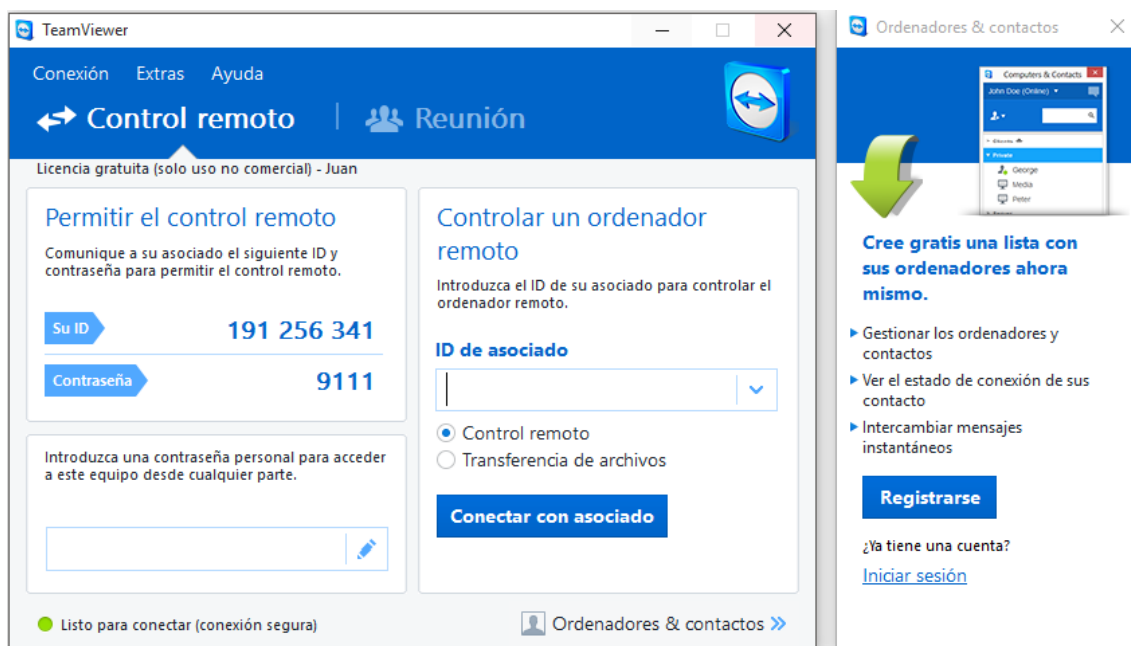 TeamViewer
Conexión Extras Ayuda
Control remoto Reunión
Licencia gratuita (solo uso no comercial) - Juan
Permitir el control remoto
Comunique a su asociado el siguiente ID y
contraseña para permitir el control remoto.
Su ID 191 256 341
Contraseña 9111
Introduzca una contraseña personal para acceder
a este equipo desde cualquier parte.
Controlar un ordenador
remoto
Introduzca el ID de su asociado para controlar el
ordenador remoto.
ID de asociado
Control remoto
Transferencia de archivos
Conectar con asociado
Listo para conectar (conexión segura)
Ordenadores & contactos
Ordenadores & contactos
Computers & Contacts
John Doe (Online)
Private
George
Media
Peter
Cree gratis una lista con
sus ordenadores ahora
mismo.
Gestionar los ordenadores y
contactos
Ver el estado de conexión de sus
contacto
Intercambiar mensajes
instantáneos
Registrarse
¿Ya tiene una cuenta?
Iniciar sesión